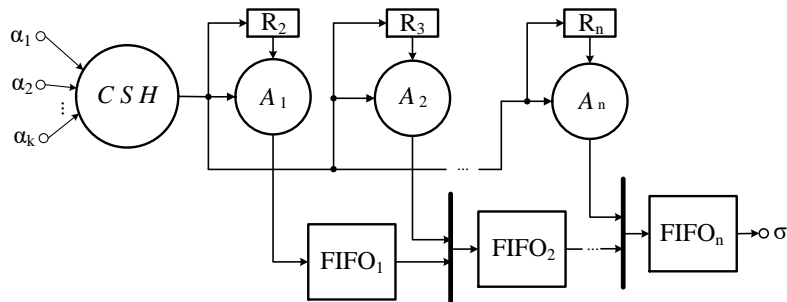 R₂
R₃
Rₙ
α₁
α₂
⋮
αₖ
C S H
A₁
A₂
Aₙ
...
FIFO₁
FIFO₂
...
FIFOₙ
σ